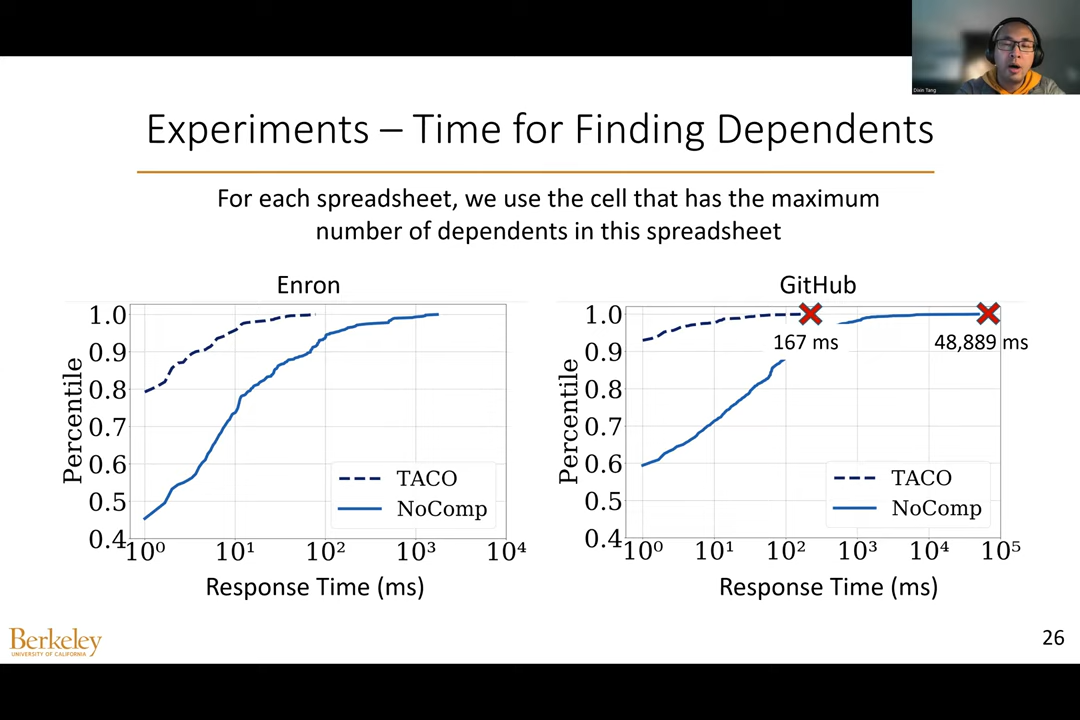 Dixin Tang
Experiments – Time for Finding Dependents
For each spreadsheet, we use the cell that has the maximum
number of dependents in this spreadsheet
Enron
1.0
0.9
0.8
0.7
0.6
0.5
0.4
Percentile
TACO
NoComp
10⁰ 10¹ 10² 10³ 10⁴
Response Time (ms)
GitHub
1.0
0.9
0.8
0.7
0.6
0.5
0.4
Percentile
167 ms
48,889 ms
TACO
NoComp
10⁰ 10¹ 10² 10³ 10⁴ 10⁵
Response Time (ms)
Berkeley
UNIVERSITY OF CALIFORNIA
26